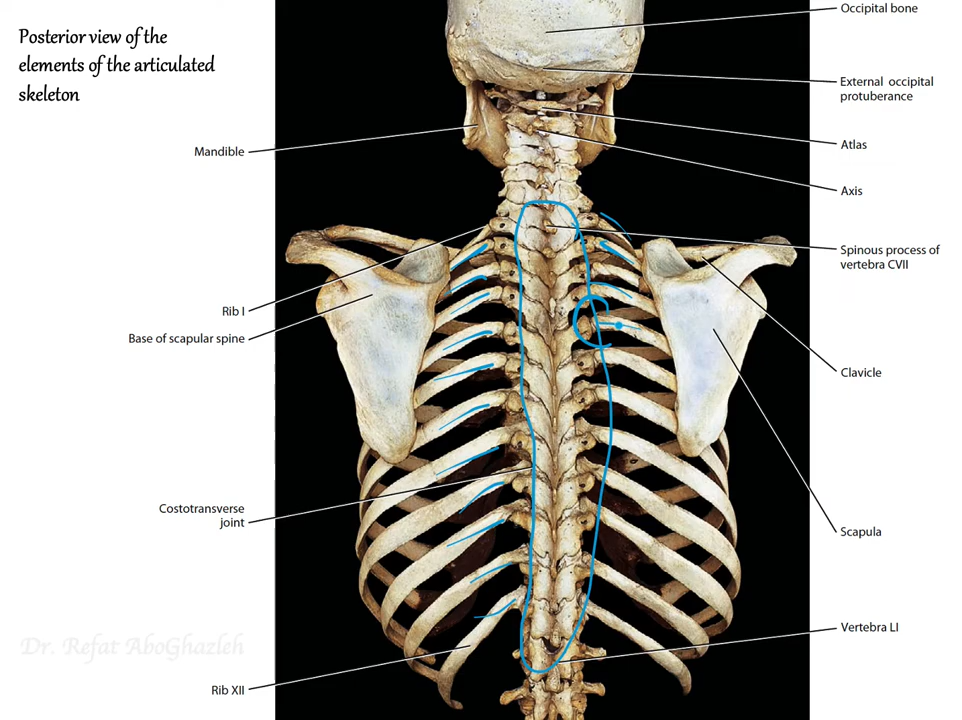 Posterior view of the
elements of the articulated
skeleton
Occipital bone
External occipital
protuberance
Mandible
Atlas
Axis
Spinous process of
vertebra CVII
Rib I
Base of scapular spine
Clavicle
Costotransverse
joint
Scapula
Vertebra LI
Dr. Refat AboGhazleh
Rib XII